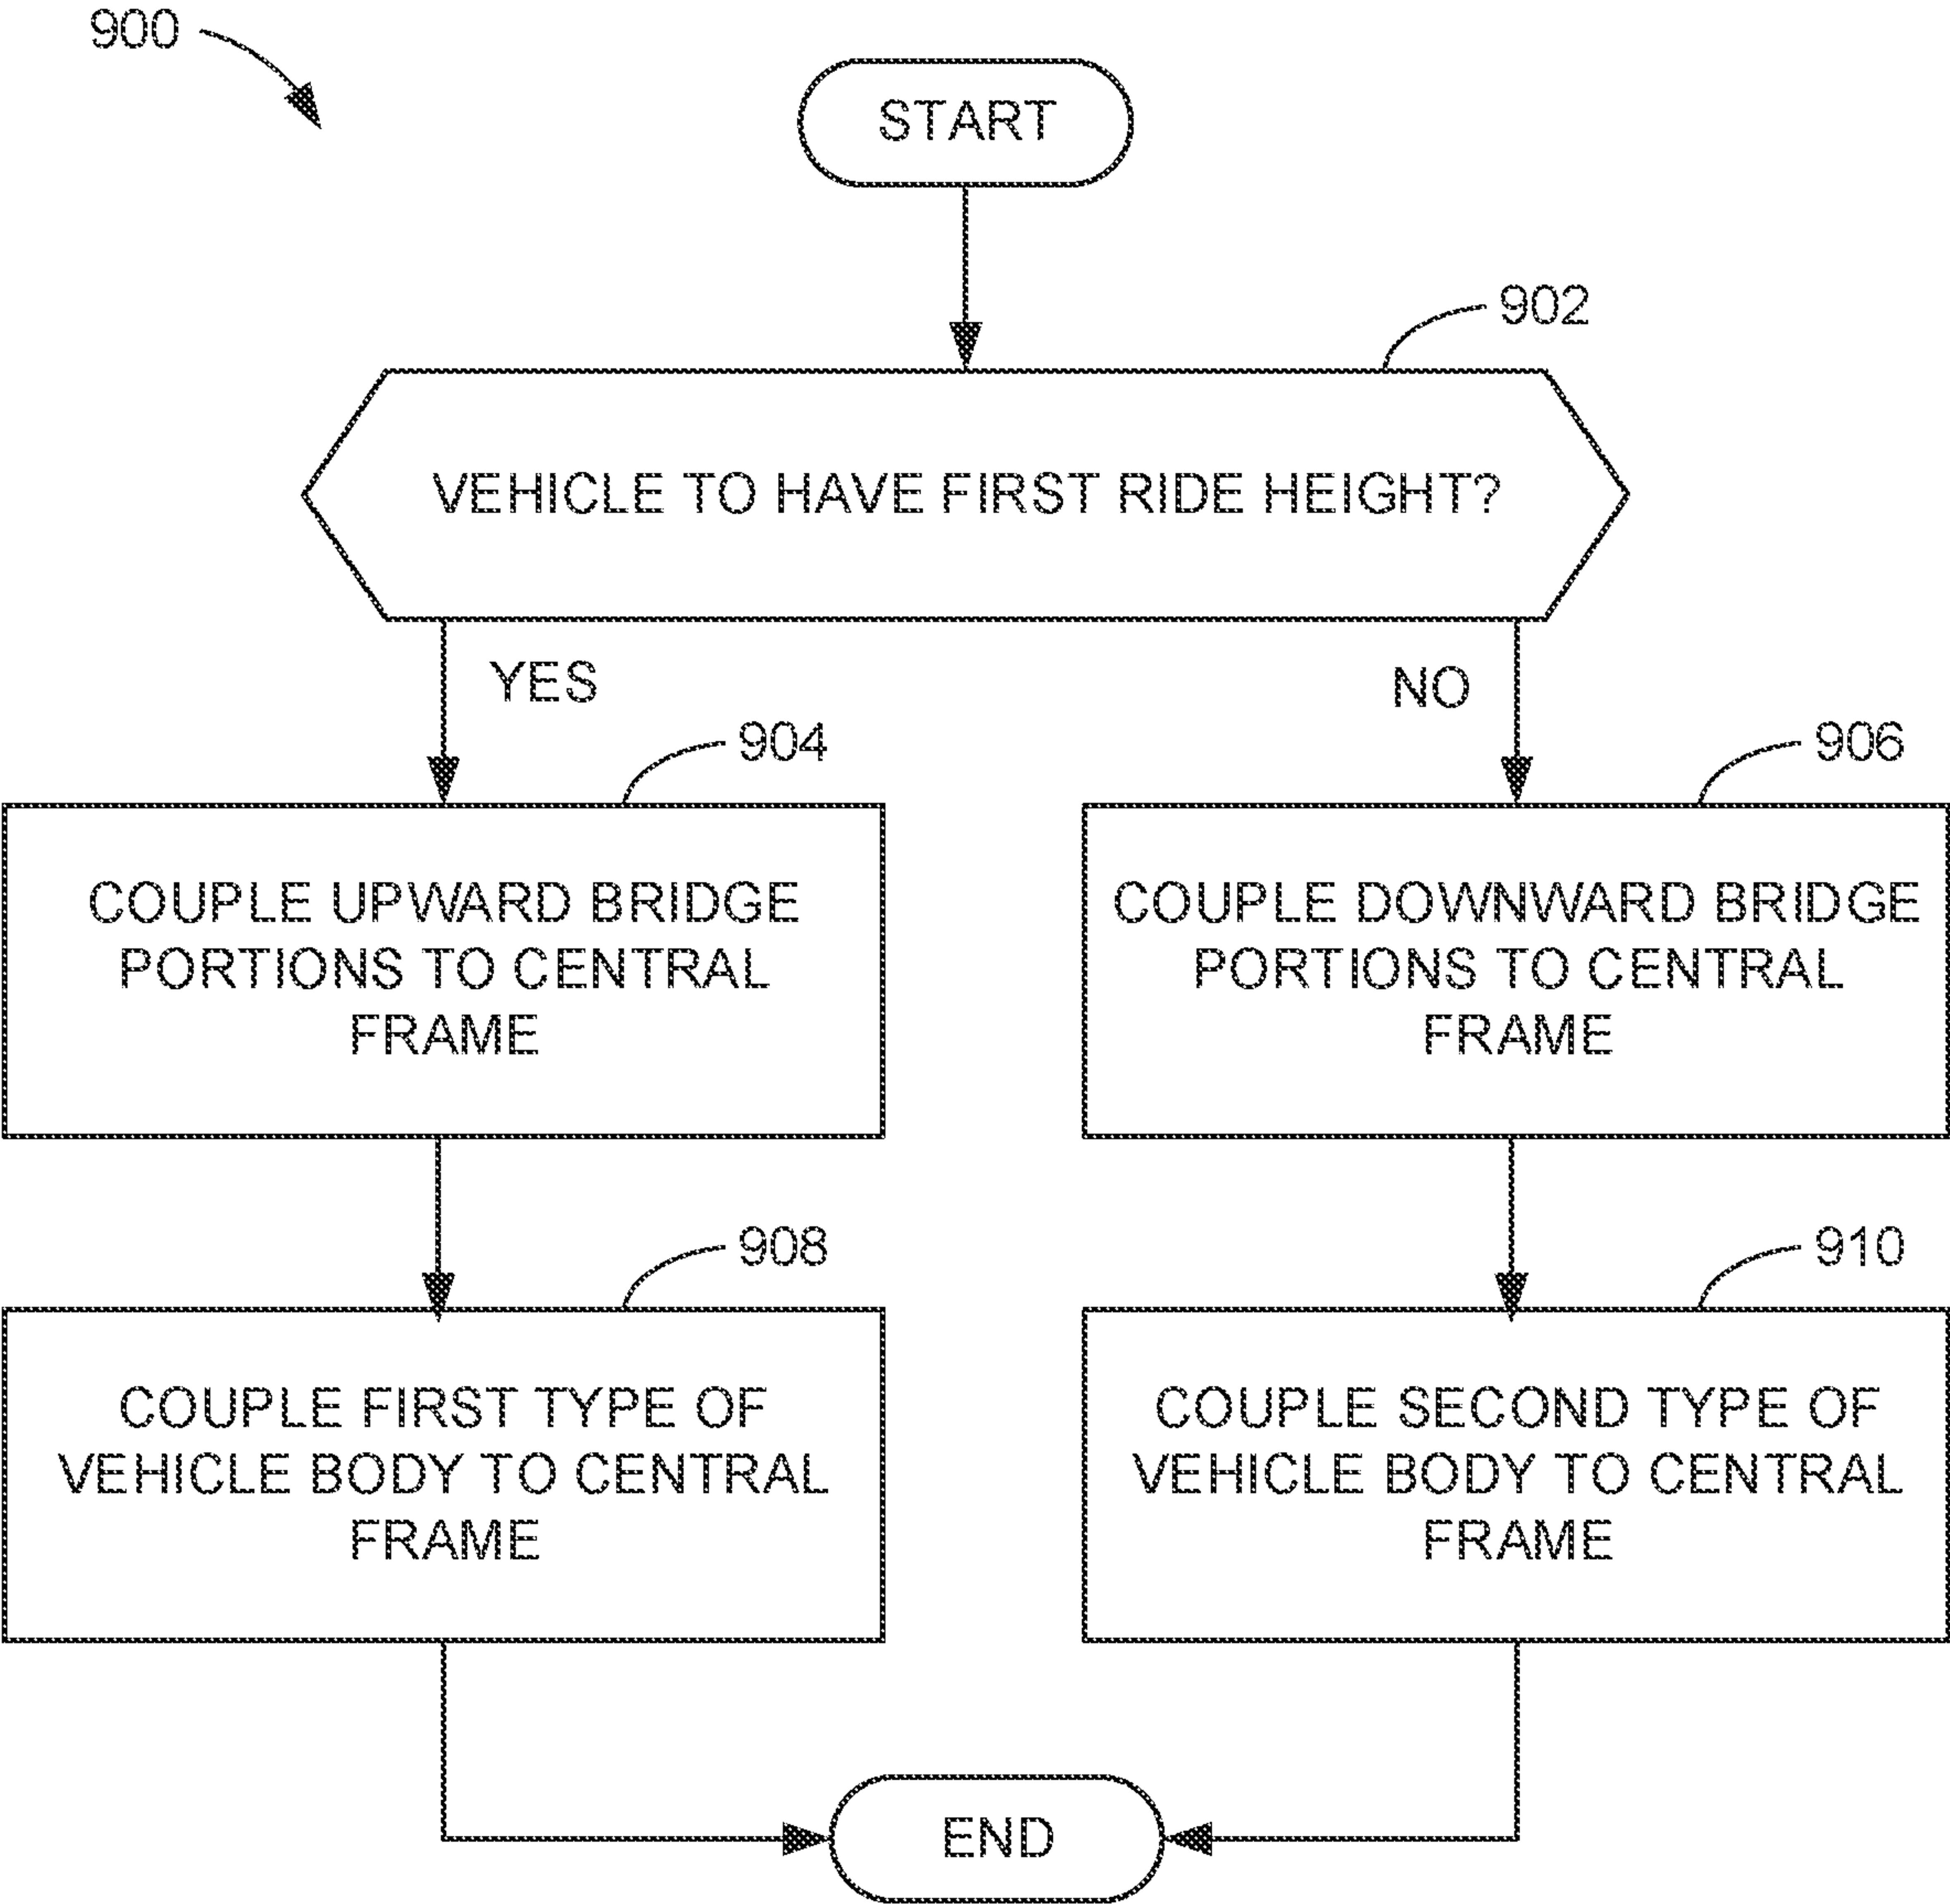 900
START
902
VEHICLE TO HAVE FIRST RIDE HEIGHT?
YES
NO
904
906
COUPLE UPWARD BRIDGE
PORTIONS TO CENTRAL
FRAME
COUPLE DOWNWARD BRIDGE
PORTIONS TO CENTRAL
FRAME
908
910
COUPLE FIRST TYPE OF
VEHICLE BODY TO CENTRAL
FRAME
COUPLE SECOND TYPE OF
VEHICLE BODY TO CENTRAL
FRAME
END